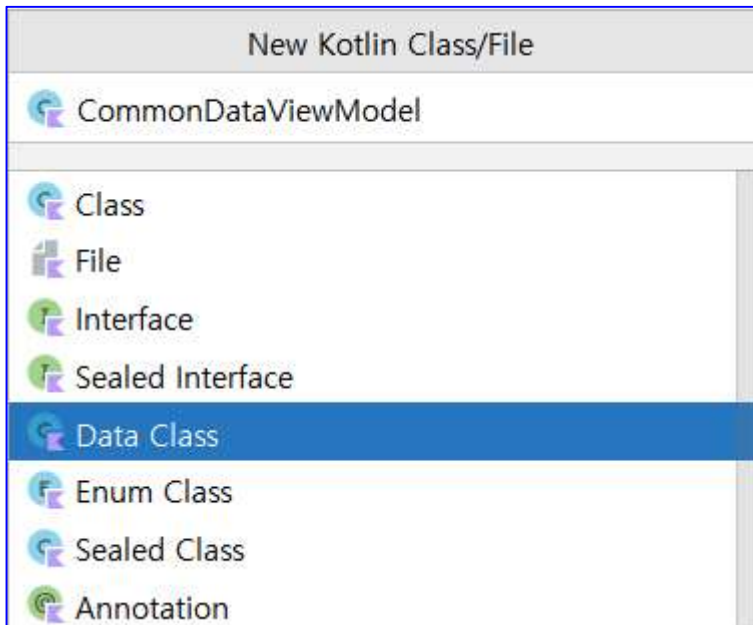 New Kotlin Class/File
CommonDataViewModel
Class
File
Interface
Sealed Interface
Data Class
Enum Class
Sealed Class
Annotation